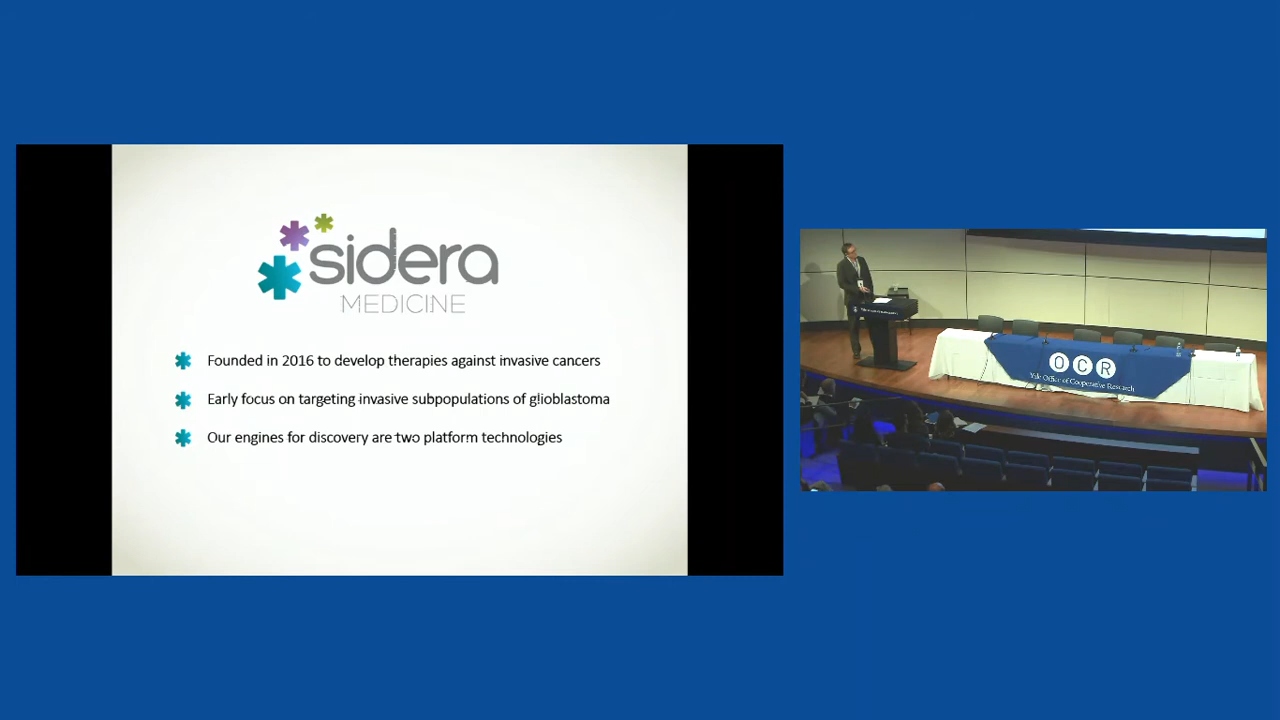 sidera
MEDICINE
Founded in 2016 to develop therapies against invasive cancers
Early focus on targeting invasive subpopulations of glioblastoma
Our engines for discovery are two platform technologies
OCR
Yale Office of Cooperative Research